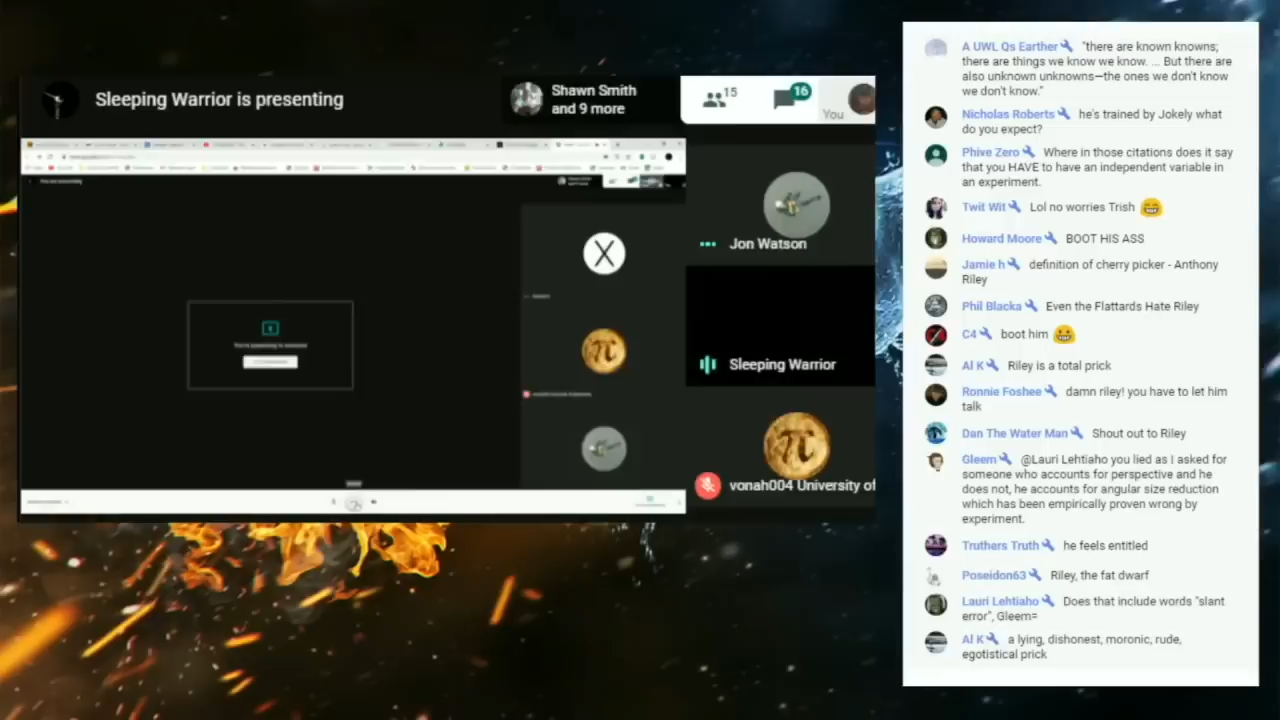 Sleeping Warrior is presenting
Shawn Smith
and 9 more
15
16
You
Jon Watson
Sleeping Warrior
vonah004 University of
X
π
π
A UWL Qs Earther "there are known knowns;
there are things we know we know. ... But there are
also unknown unknowns—the ones we don't know
we don't know."
Nicholas Roberts he's trained by Jokely what
do you expect?
Phive Zero Where in those citations does it say
that you HAVE to have an independent variable in
an experiment.
Twit Wit Lol no worries Trish
Howard Moore BOOT HIS ASS
Jamie h definition of cherry picker - Anthony
Riley
Phil Blacka Even the Flattards Hate Riley
C4 boot him
Al K Riley is a total prick
Ronnie Foshee damn riley! you have to let him
talk
Dan The Water Man Shout out to Riley
Gleem @Lauri Lehtiaho you lied as I asked for
someone who accounts for perspective and he
does not, he accounts for angular size reduction
which has been empirically proven wrong by
experiment.
Truthers Truth he feels entitled
Poseidon63 Riley, the fat dwarf
Lauri Lehtiaho Does that include words "slant
error", Gleem=
Al K a lying, dishonest, moronic, rude,
egotistical prick